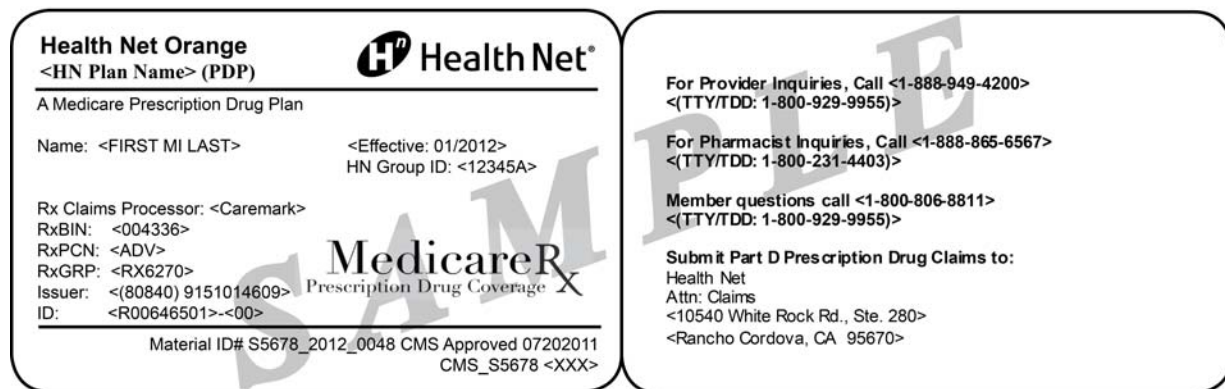 Health Net Orange
<HN Plan Name> (PDP)
Hn Health Net®
A Medicare Prescription Drug Plan
Name: <FIRST MI LAST>
<Effective: 01/2012>
HN Group ID: <12345A>
Rx Claims Processor: <Caremark>
RxBIN: <004336>
RxPCN: <ADV>
RxGRP: <RX6270>
Issuer: <(80840) 9151014609>
ID: <R00646501>-<00>
MedicareRx
Prescription Drug Coverage
Material ID# S5678_2012_0048 CMS Approved 07202011
CMS_S5678 <XXX>
For Provider Inquiries, Call <1-888-949-4200>
<(TTY/TDD: 1-800-929-9955)>
For Pharmacist Inquiries, Call <1-888-865-6567>
<(TTY/TDD: 1-800-231-4403)>
Member questions call <1-800-806-8811>
<(TTY/TDD: 1-800-929-9955)>
Submit Part D Prescription Drug Claims to:
Health Net
Attn: Claims
<10540 White Rock Rd., Ste. 280>
<Rancho Cordova, CA 95670>
SAMPLE